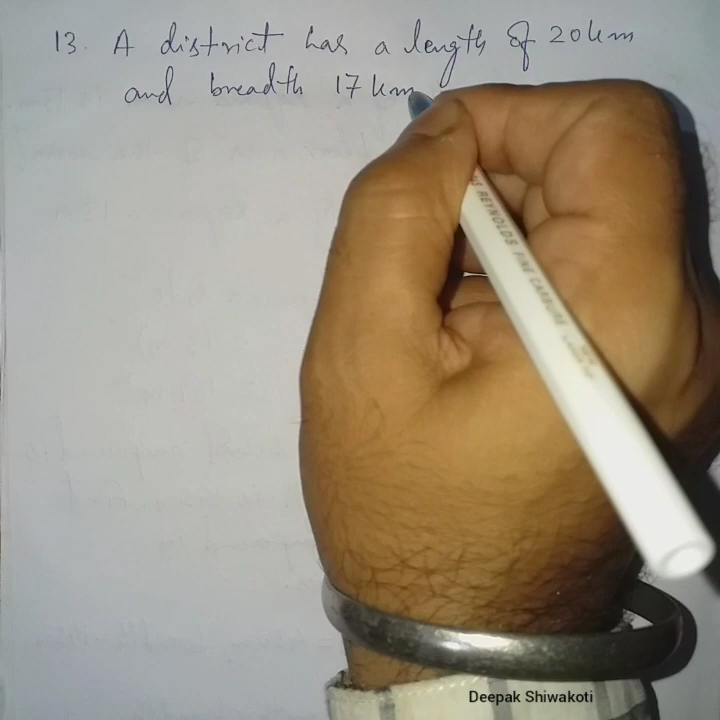 13. A district has a length of 20 km
and breadth 17 km
REYNOLDS FINE CARBURE
Deepak Shiwakoti